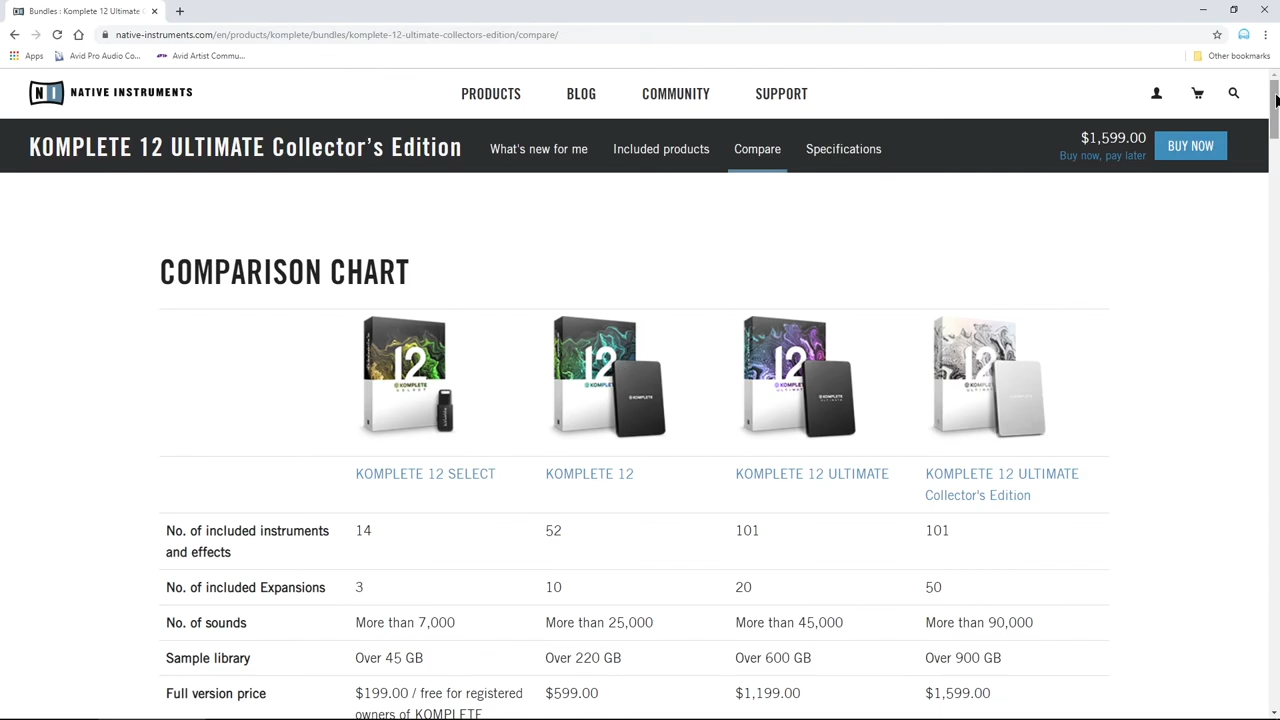 Bundles : Komplete 12 Ultimate
native-instruments.com/en/products/komplete/bundles/komplete-12-ultimate-collectors-edition/compare/
Apps Avid Pro Audio Co... Avid Artist Commu... Other bookmarks
NI NATIVE INSTRUMENTS PRODUCTS BLOG COMMUNITY SUPPORT
KOMPLETE 12 ULTIMATE Collector's Edition What's new for me Included products Compare Specifications $1,599.00 BUY NOW
Buy now, pay later
COMPARISON CHART
12 12 12 12
KOMPLETE 12 SELECT KOMPLETE 12 KOMPLETE 12 ULTIMATE KOMPLETE 12 ULTIMATE
Collector's Edition
No. of included instruments 14 52 101 101
and effects
No. of included Expansions 3 10 20 50
No. of sounds More than 7,000 More than 25,000 More than 45,000 More than 90,000
Sample library Over 45 GB Over 220 GB Over 600 GB Over 900 GB
Full version price $199.00 / free for registered $599.00 $1,199.00 $1,599.00
owners of KOMPLETE